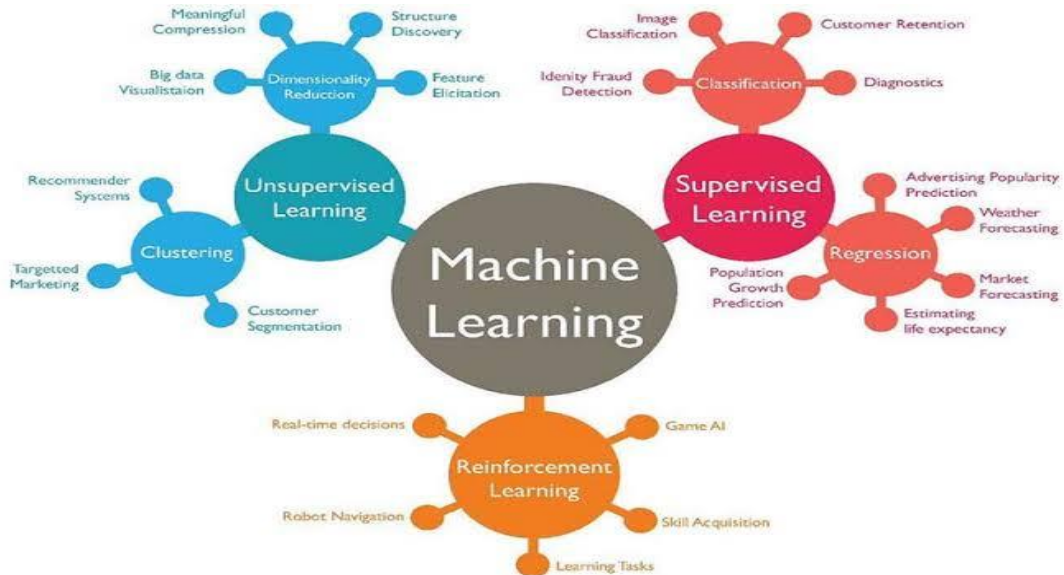 Meaningful
Compression
Structure
Discovery
Big data
Visualistaion
Dimensionality
Reduction
Feature
Elicitation
Recommender
Systems
Unsupervised
Learning
Clustering
Targetted
Marketing
Customer
Segmentation
Image
Classification
Customer Retention
Idenity Fraud
Detection
Classification
Diagnostics
Supervised
Learning
Advertising Popularity
Prediction
Weather
Forecasting
Regression
Population
Growth
Prediction
Market
Forecasting
Estimating
life expectancy
Machine
Learning
Real-time decisions
Game AI
Reinforcement
Learning
Robot Navigation
Skill Acquisition
Learning Tasks